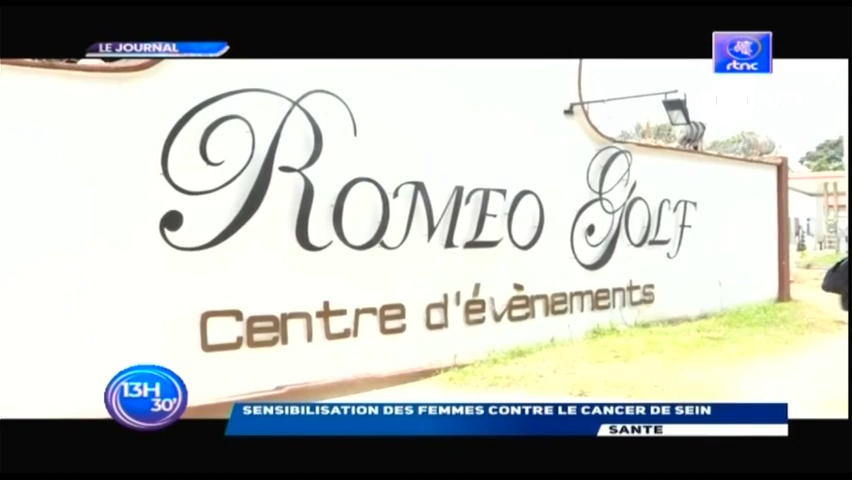 LE JOURNAL
rtnc
ROMEO GOLF
Centre d'évènements
13H
30'
SENSIBILISATION DES FEMMES CONTRE LE CANCER DE SEIN
SANTE